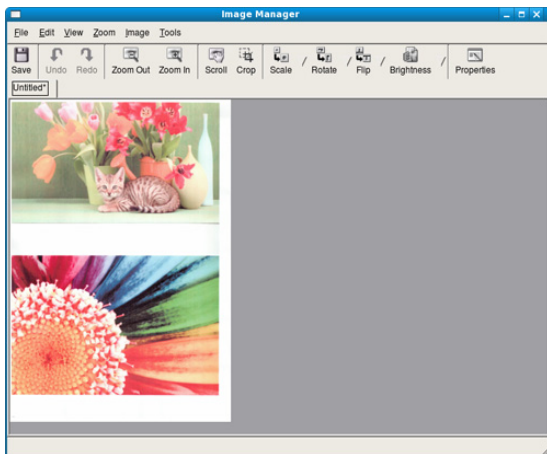 Image Manager
File Edit View Zoom Image Tools
Save Undo Redo Zoom Out Zoom In Scroll Crop Scale / Rotate / Flip / Brightness / Properties
Untitled*